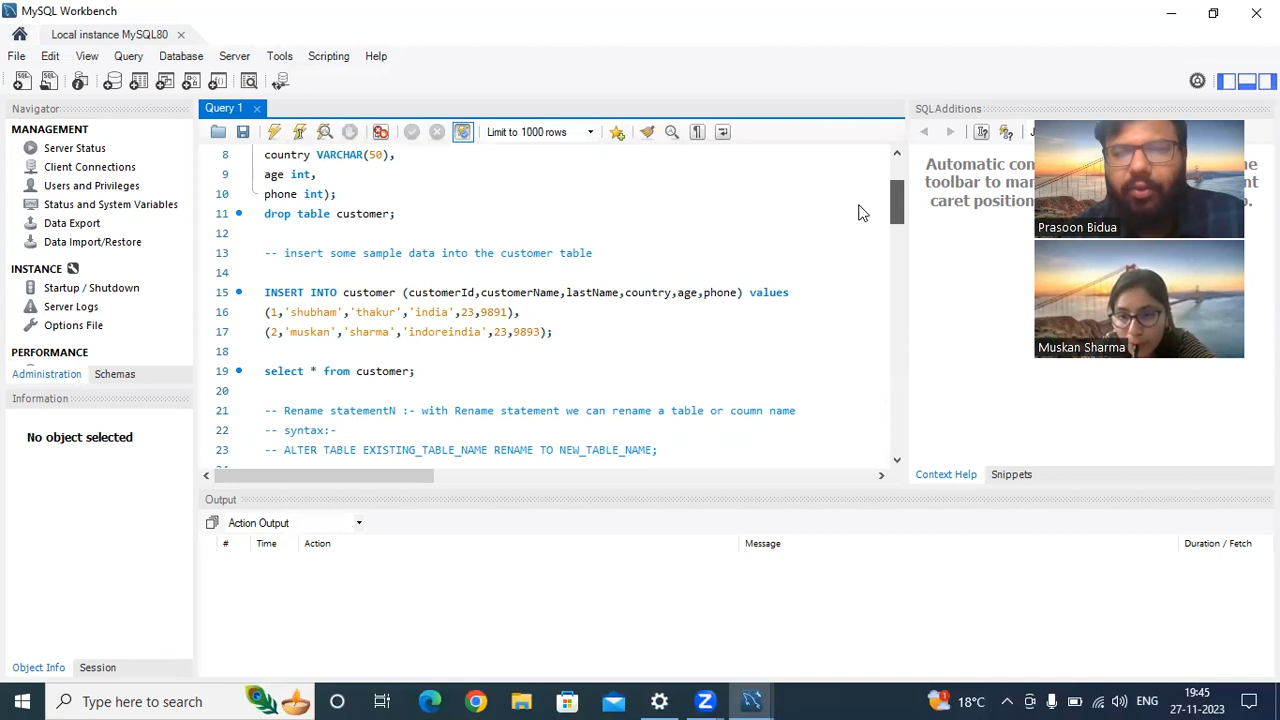 MySQL Workbench
Local instance MySQL80
File Edit View Query Database Server Tools Scripting Help
Navigator
MANAGEMENT
Server Status
Client Connections
Users and Privileges
Status and System Variables
Data Export
Data Import/Restore
INSTANCE
Startup / Shutdown
Server Logs
Options File
PERFORMANCE
Administration Schemas
Information
No object selected
Object Info Session
Query 1
Limit to 1000 rows
8 country VARCHAR(50),
9 age int,
10 phone int);
11 drop table customer;
12
13 -- insert some sample data into the customer table
14
15 INSERT INTO customer (customerId,customerName,lastName,country,age,phone) values
16 (1,'shubham','thakur','india',23,9891),
17 (2,'muskan','sharma','indoreindia',23,9893);
18
19 select * from customer;
20
21 -- Rename statementN :- with Rename statement we can rename a table or coumn name
22 -- syntax:-
23 -- ALTER TABLE EXISTING_TABLE_NAME RENAME TO NEW_TABLE_NAME;
SQLAdditions
Automatic con
toolbar to mar
caret position
Prasoon Bidua
Muskan Sharma
Context Help Snippets
Output
Action Output
# Time Action Message Duration / Fetch
Type here to search
18°C
ENG
19:45
27-11-2023